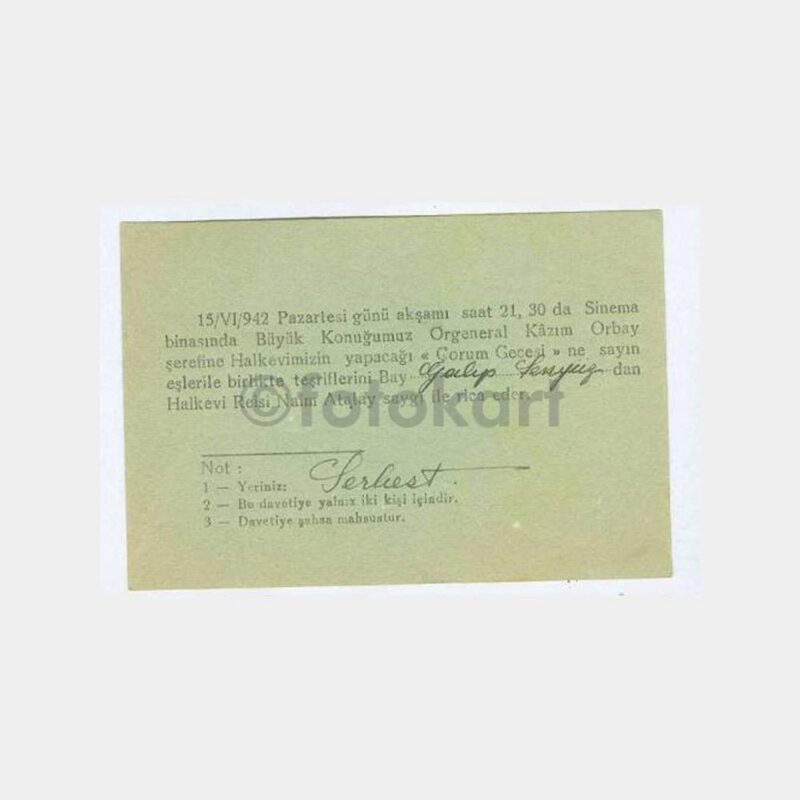 15/VI/942 Pazartesi günü akşamı saat 21, 30 da Sinema
binasında Büyük Konuğumuz Orgeneral Kâzım Orbay
şerefine Halkevimizin yapacağı « Çorum Gecesi » ne sayın
eşlerile birlikte teşriflerini Bay Galip Şenyüz dan
Halkevi Reisi Naim Atalay saygı ile rica eder.
©fotokart
Not :
1 — Yeriniz: Serbest.
2 — Bu davetiye yalnız iki kişi içindir.
3 — Davetiye şahsa mahsustur.